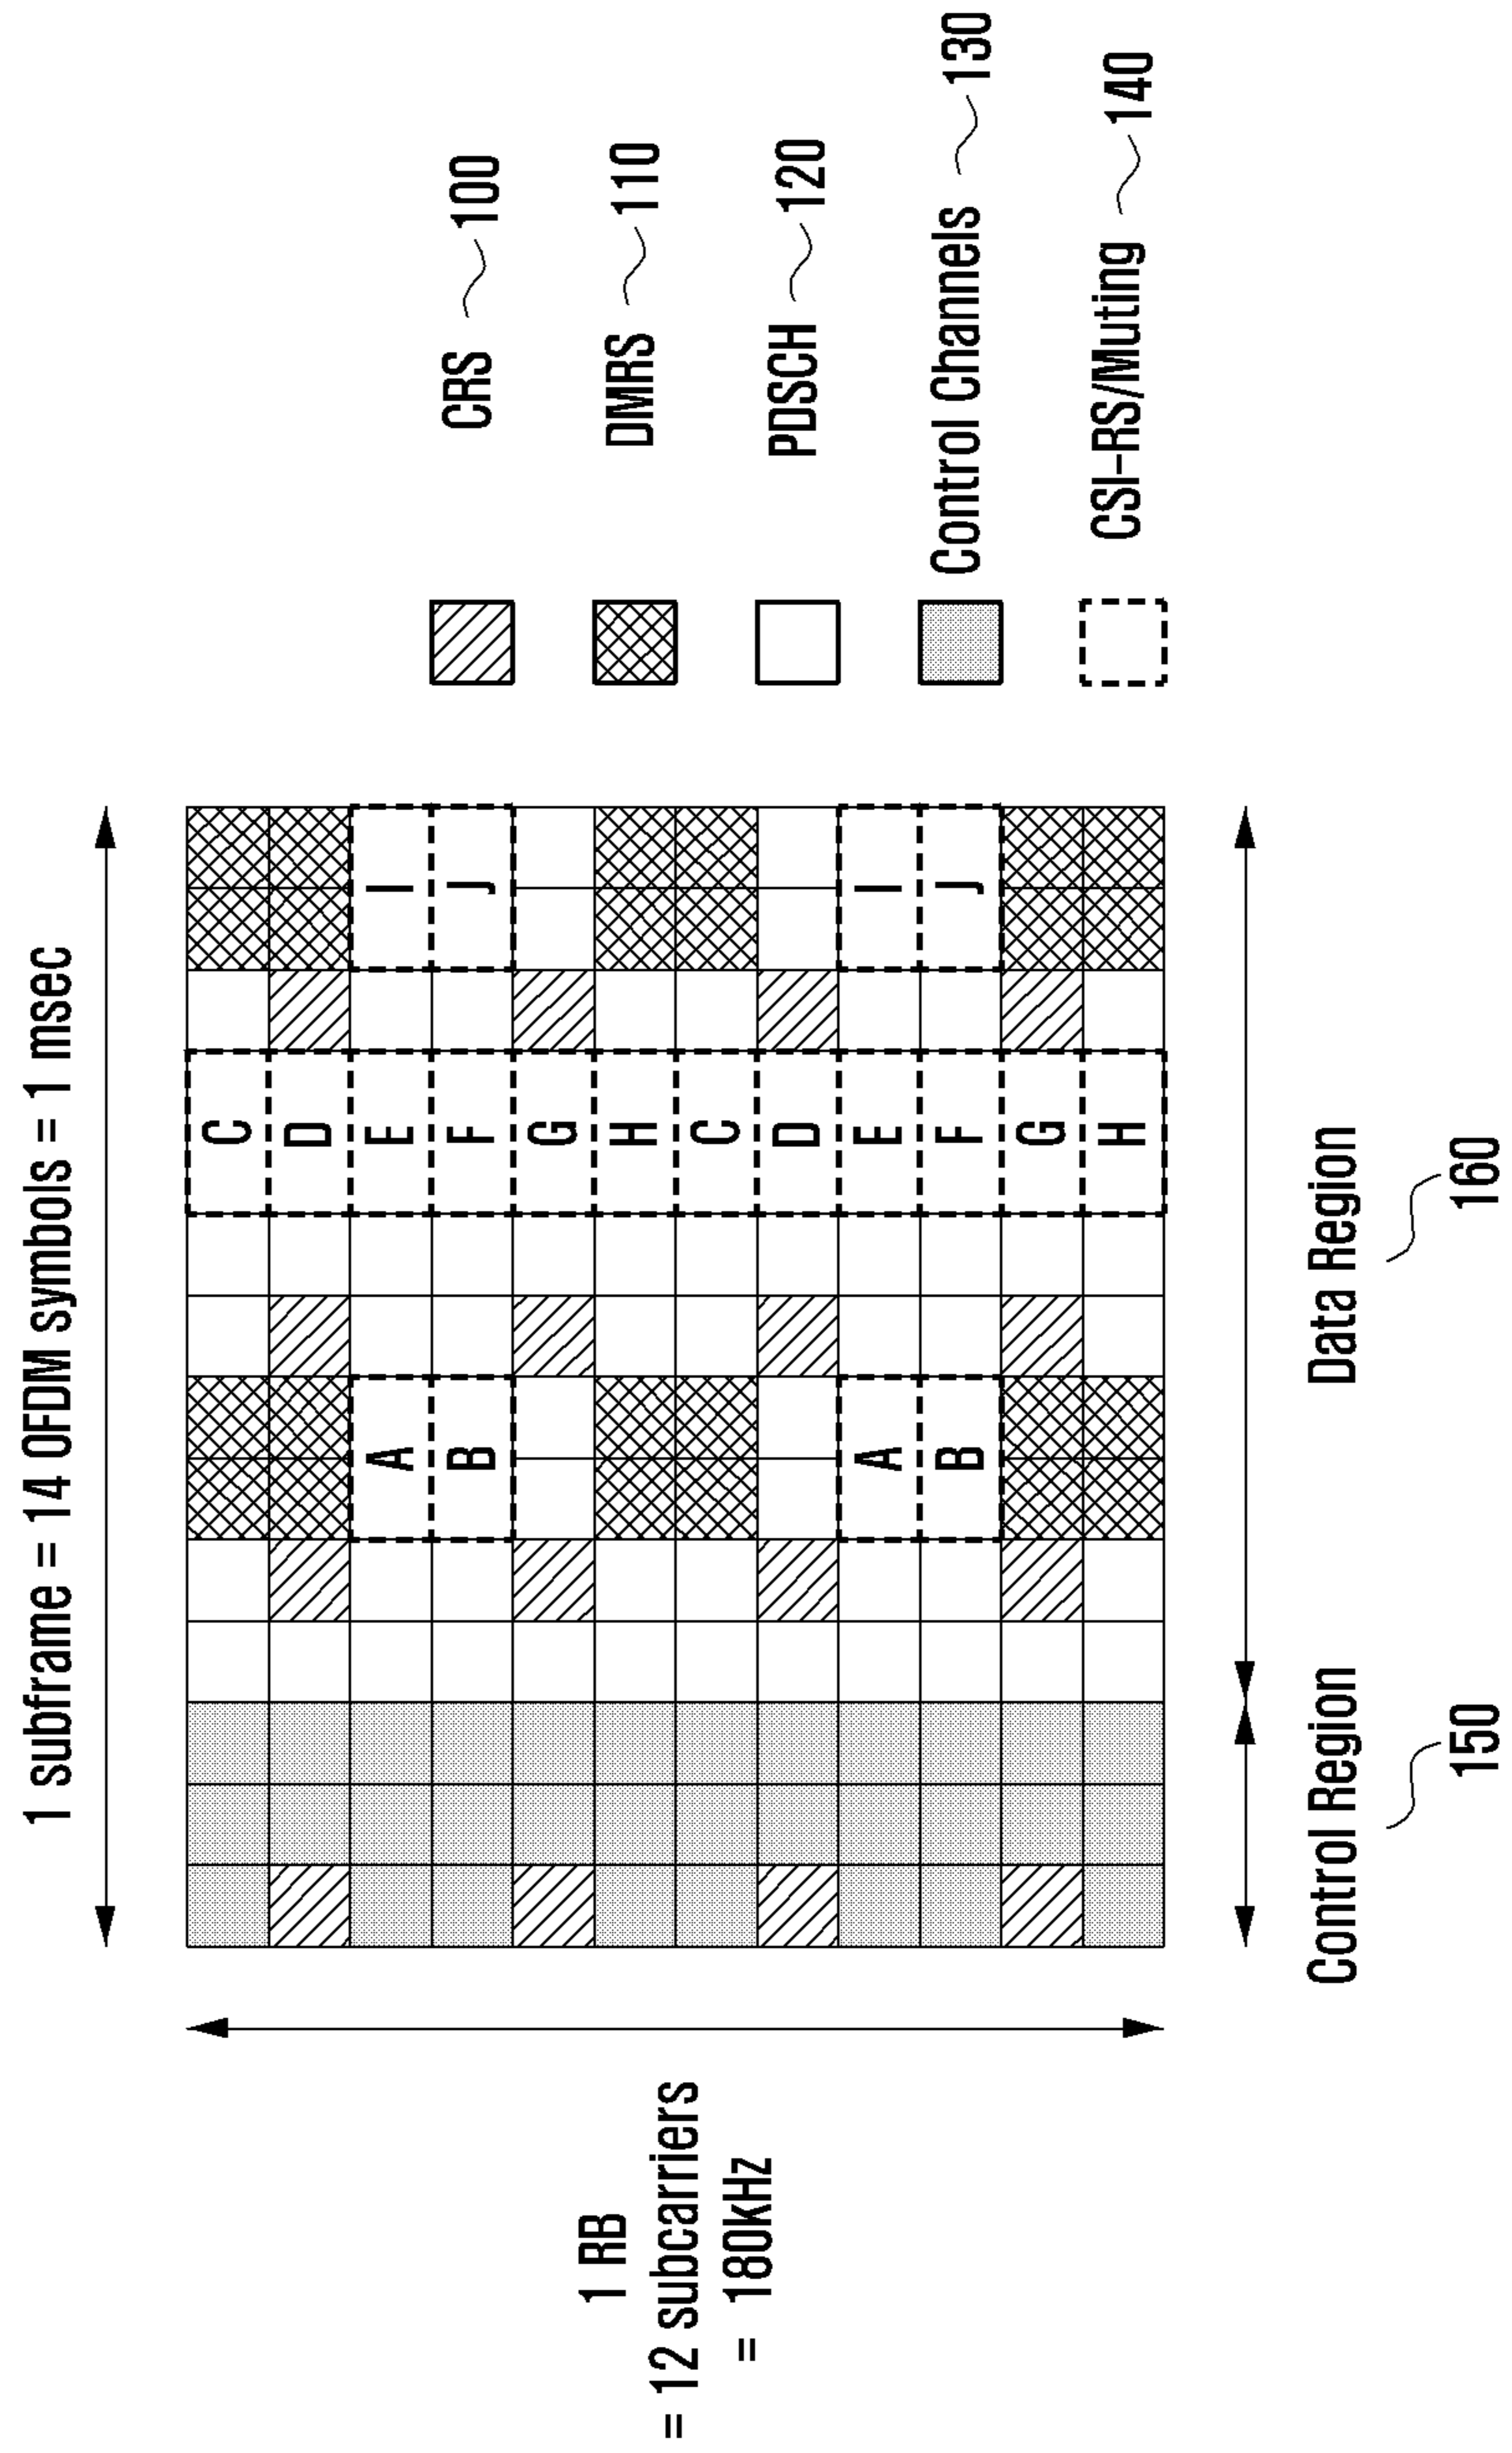 1 subframe = 14 OFDM symbols = 1 msec
1 RB
= 12 subcarriers
= 180kHz
C
D
A E I
B F J
G
H
C
D
A E I
B F J
G
H
CRS 100
DMRS 110
PDSCH 120
Control Channels 130
CSI-RS/Muting 140
Control Region
150
Data Region
160